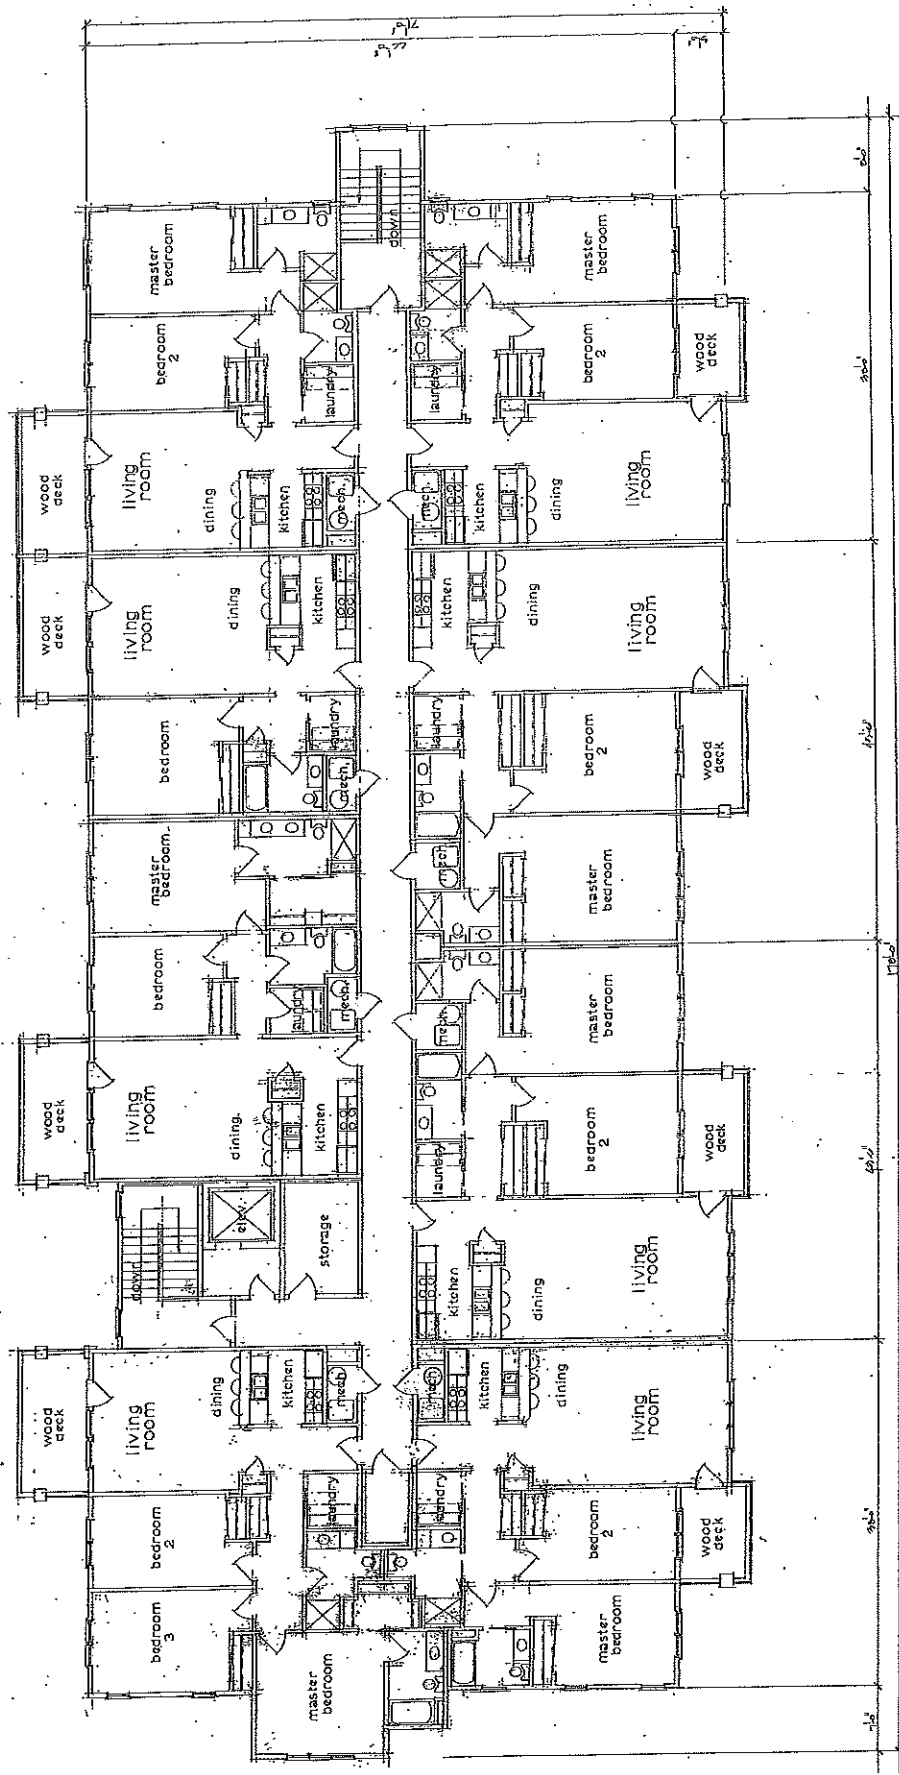 wood
deck
wood
deck
wood
deck
wood
deck
bedroom
3
bedroom
2
living
room
down
living
room
bedroom
master
bedroom
bedroom
living
room
living
room
bedroom
2
master
bedroom
dining
elev.
dining
dining
dining
master
bedroom
kitchen
storage
kitchen
kitchen
kitchen
laundry
mech.
laundry
mech.
mech.
laundry
mech.
laundry
down
laundry
mech.
laundry
mech.
mech.
laundry
mech.
laundry
kitchen
kitchen
kitchen
kitchen
dining
dining
dining
dining
master
bedroom
bedroom
2
living
room
living
room
bedroom
2
master
bedroom
master
bedroom
bedroom
2
living
room
living
room
bedroom
2
master
bedroom
wood
deck
wood
deck
wood
deck
wood
deck